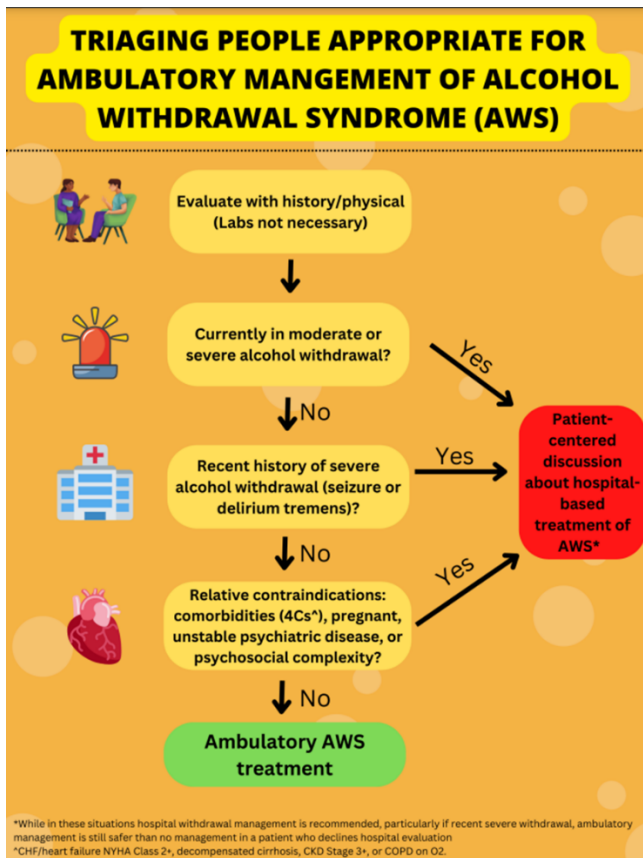 TRIAGING PEOPLE APPROPRIATE FOR
AMBULATORY MANGEMENT OF ALCOHOL
WITHDRAWAL SYNDROME (AWS)
Evaluate with history/physical
(Labs not necessary)
Currently in moderate or
severe alcohol withdrawal?
Yes
No
Recent history of severe
alcohol withdrawal (seizure or
delirium tremens)?
Yes
Patient-
centered
discussion
about hospital-
based
treatment of
AWS*
No
Relative contraindications:
comorbidities (4Cs^), pregnant,
unstable psychiatric disease, or
psychosocial complexity?
Yes
No
Ambulatory AWS
treatment
*While in these situations hospital withdrawal management is recommended, particularly if recent severe withdrawal, ambulatory
management is still safer than no management in a patient who declines hospital evaluation
^CHF/heart failure NYHA Class 2+, decompensated cirrhosis, CKD Stage 3+, or COPD on O2.